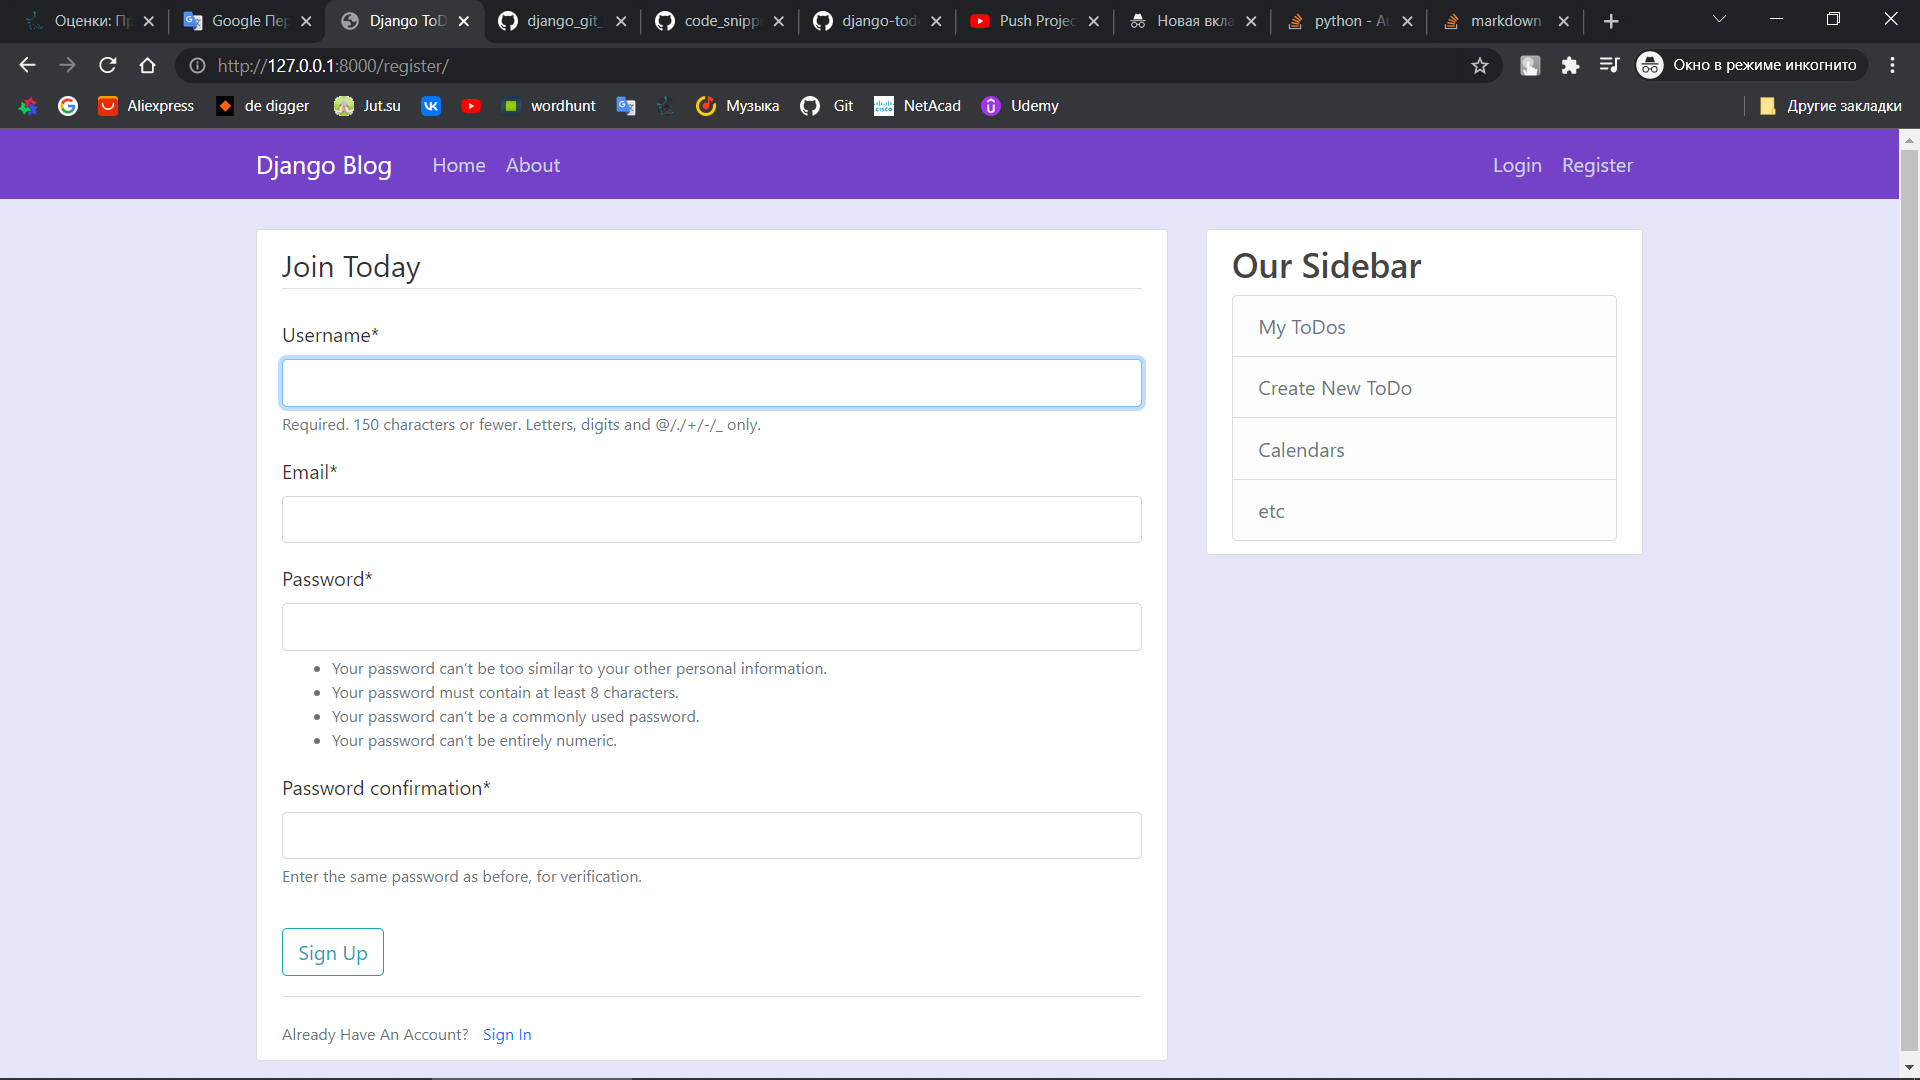 Оценки: Пр
Google Пер
Django ToD
django_git_
code_snipp
django-tod
Push Projec
Новая вкла
python - Au
markdown
http://127.0.0.1:8000/register/
Окно в режиме инкогнито
Aliexpress
de digger
Jut.su
wordhunt
Музыка
Git
NetAcad
Udemy
Другие закладки
Django Blog
Home
About
Login
Register
Join Today
Username*
Required. 150 characters or fewer. Letters, digits and @/./+/-/_ only.
Email*
Password*
Your password can’t be too similar to your other personal information.
Your password must contain at least 8 characters.
Your password can’t be a commonly used password.
Your password can’t be entirely numeric.
Password confirmation*
Enter the same password as before, for verification.
Sign Up
Already Have An Account? Sign In
Our Sidebar
My ToDos
Create New ToDo
Calendars
etc